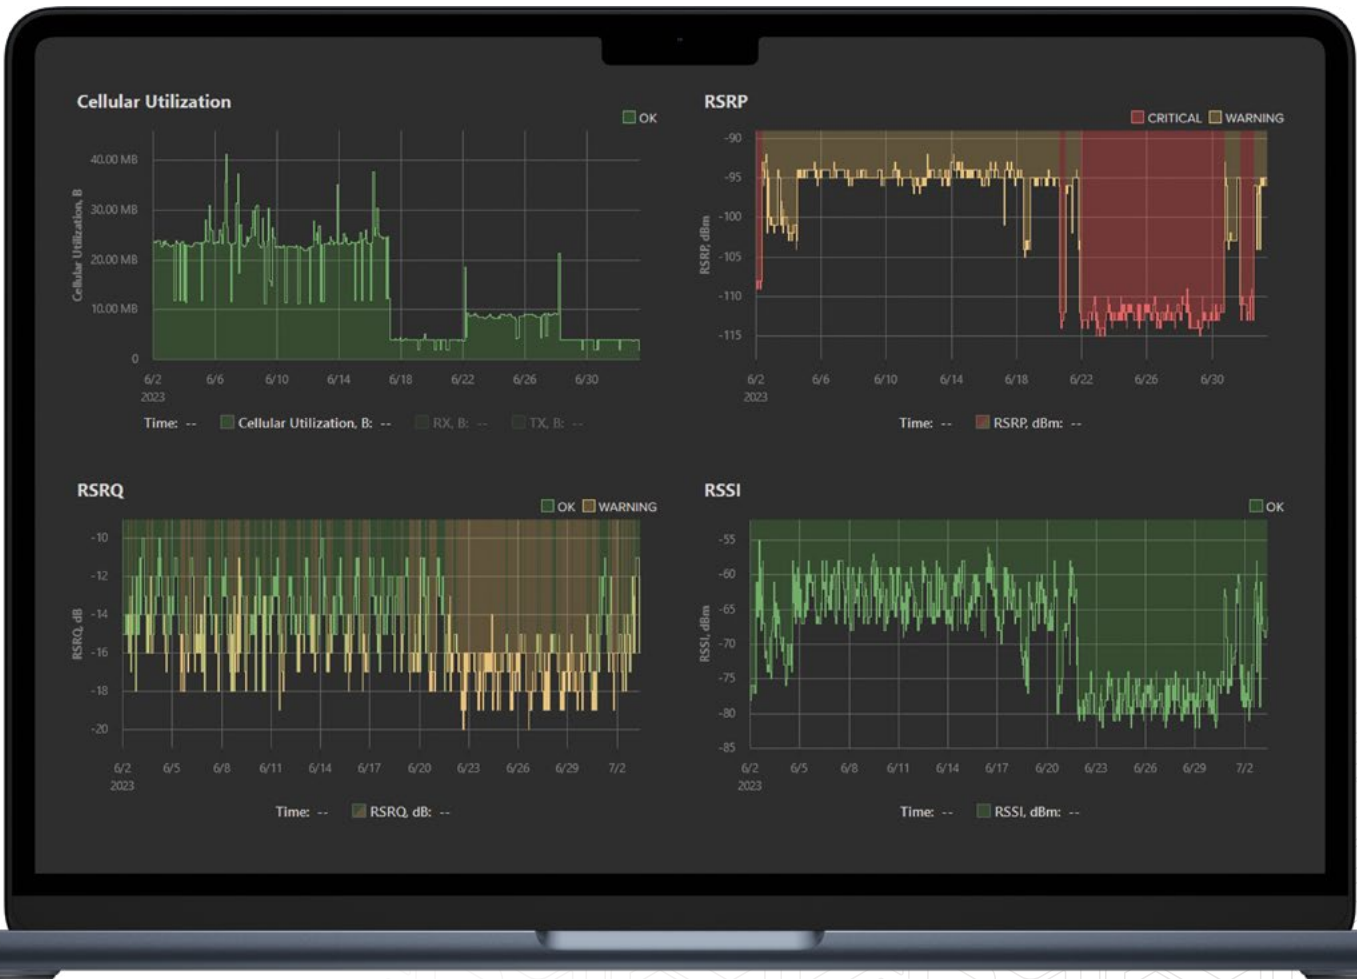 Cellular Utilization
OK
Cellular Utilization, B
40.00 MB
30.00 MB
20.00 MB
10.00 MB
0
6/2 6/6 6/10 6/14 6/18 6/22 6/26 6/30
2023
Time: -- Cellular Utilization, B: -- RX, B: -- TX, B: --
RSRP
CRITICAL WARNING
RSRP, dBm
-90
-95
-100
-105
-110
-115
6/2 6/6 6/10 6/14 6/18 6/22 6/26 6/30
2023
Time: -- RSRP, dBm: --
RSRQ
OK WARNING
RSRQ, dB
-10
-12
-14
-16
-18
-20
6/2 6/5 6/8 6/11 6/14 6/17 6/20 6/23 6/26 6/29 7/2
2023
Time: -- RSRQ, dB: --
RSSI
OK
RSSI, dBm
-55
-60
-65
-70
-75
-80
-85
6/2 6/5 6/8 6/11 6/14 6/17 6/20 6/23 6/26 6/29 7/2
2023
Time: -- RSSI, dBm: --